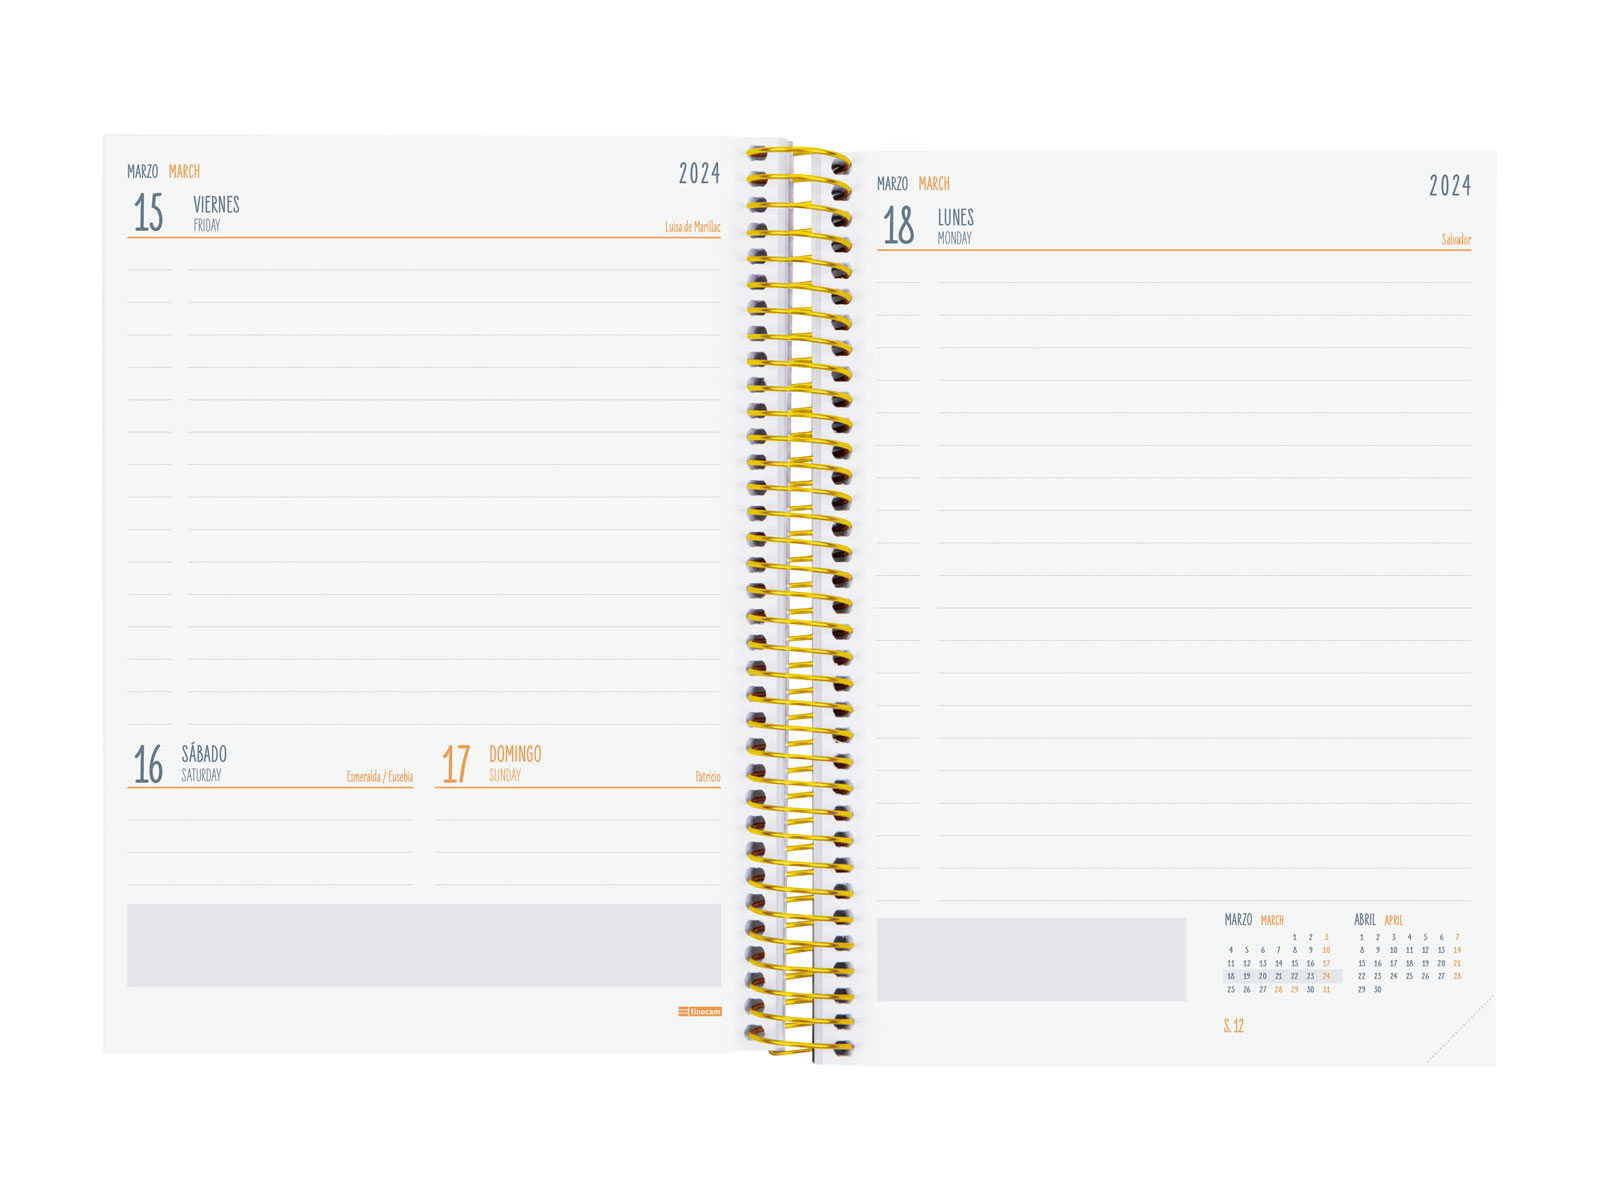 MARZO MARCH
2024
15 VIERNES
FRIDAY
Luisa de Marillac
16 SÁBADO
SATURDAY
Esmeralda / Eusebia
17 DOMINGO
SUNDAY
Patricio
finocam
MARZO MARCH
2024
18 LUNES
MONDAY
Salvador
MARZO MARCH
1 2 3
4 5 6 7 8 9 10
11 12 13 14 15 16 17
18 19 20 21 22 23 24
25 26 27 28 29 30 31
ABRIL APRIL
1 2 3 4 5 6 7
8 9 10 11 12 13 14
15 16 17 18 19 20 21
22 23 24 25 26 27 28
29 30
S. 12